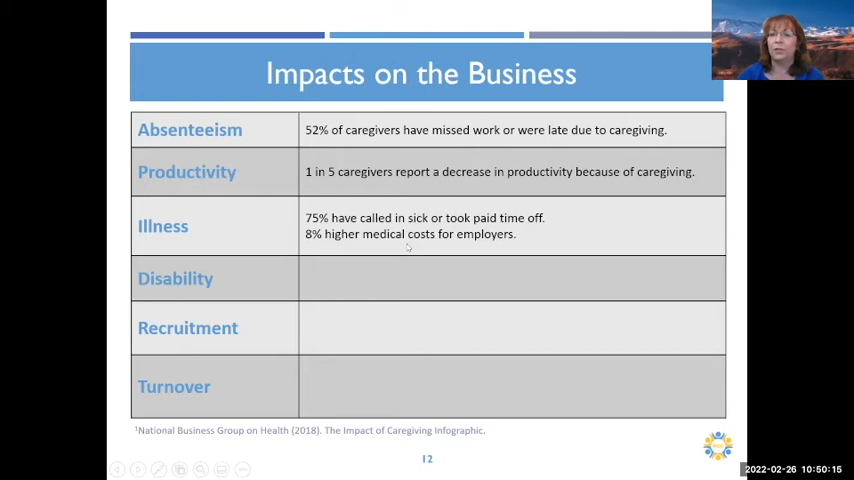 Impacts on the Business
Absenteeism
52% of caregivers have missed work or were late due to caregiving.
Productivity
1 in 5 caregivers report a decrease in productivity because of caregiving.
Illness
75% have called in sick or took paid time off.
8% higher medical costs for employers.
Disability
Recruitment
Turnover
¹National Business Group on Health (2018). The Impact of Caregiving Infographic.
12
2022-02-26 10:50:15